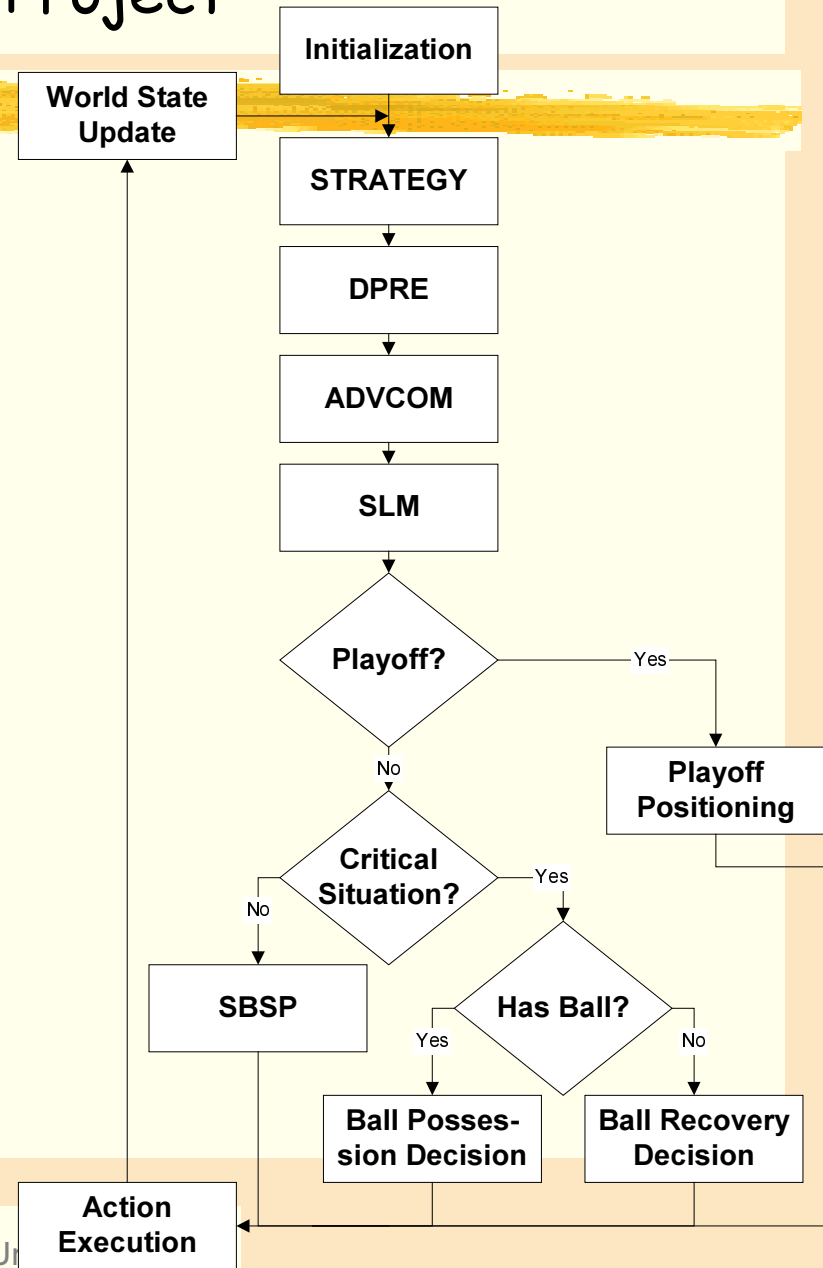 Project
Initialization
World State
Update
STRATEGY
DPRE
ADVCOM
SLM
Playoff?
Yes
No
Playoff
Positioning
Critical
Situation?
Yes
No
SBSP
Has Ball?
Yes
No
Ball Posses-
sion Decision
Ball Recovery
Decision
Action
Execution